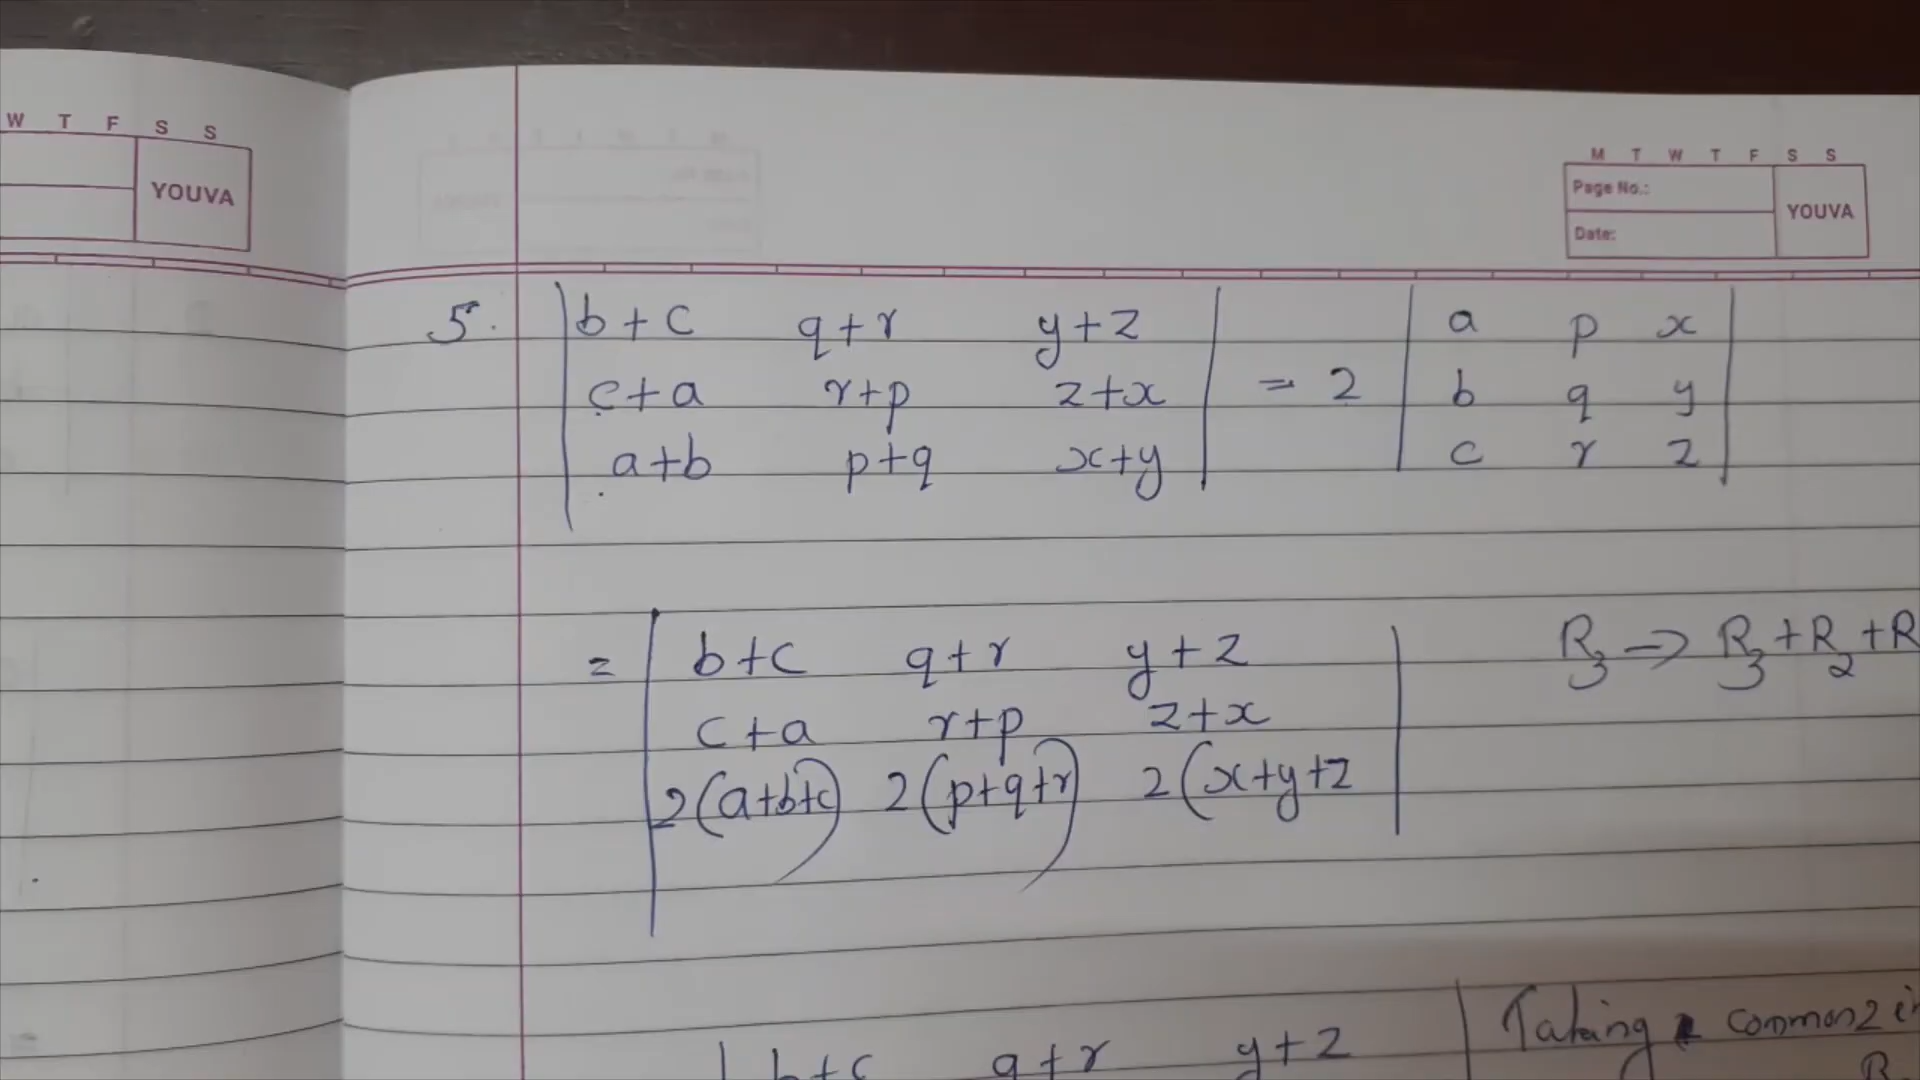 W T F S S
YOUVA
M T W T F S S
Page No.:
YOUVA
Date:
5. | b+c q+r y+z | = 2 | a p x |
| c+a r+p z+x | | b q y |
| a+b p+q x+y | | c r z |
= | b+c q+r y+z | R3 → R3+R2+R
| c+a r+p z+x |
| 2(a+b+c) 2(p+q+r) 2(x+y+z |
| b+c q+r y+z | Taking common 2 i
R